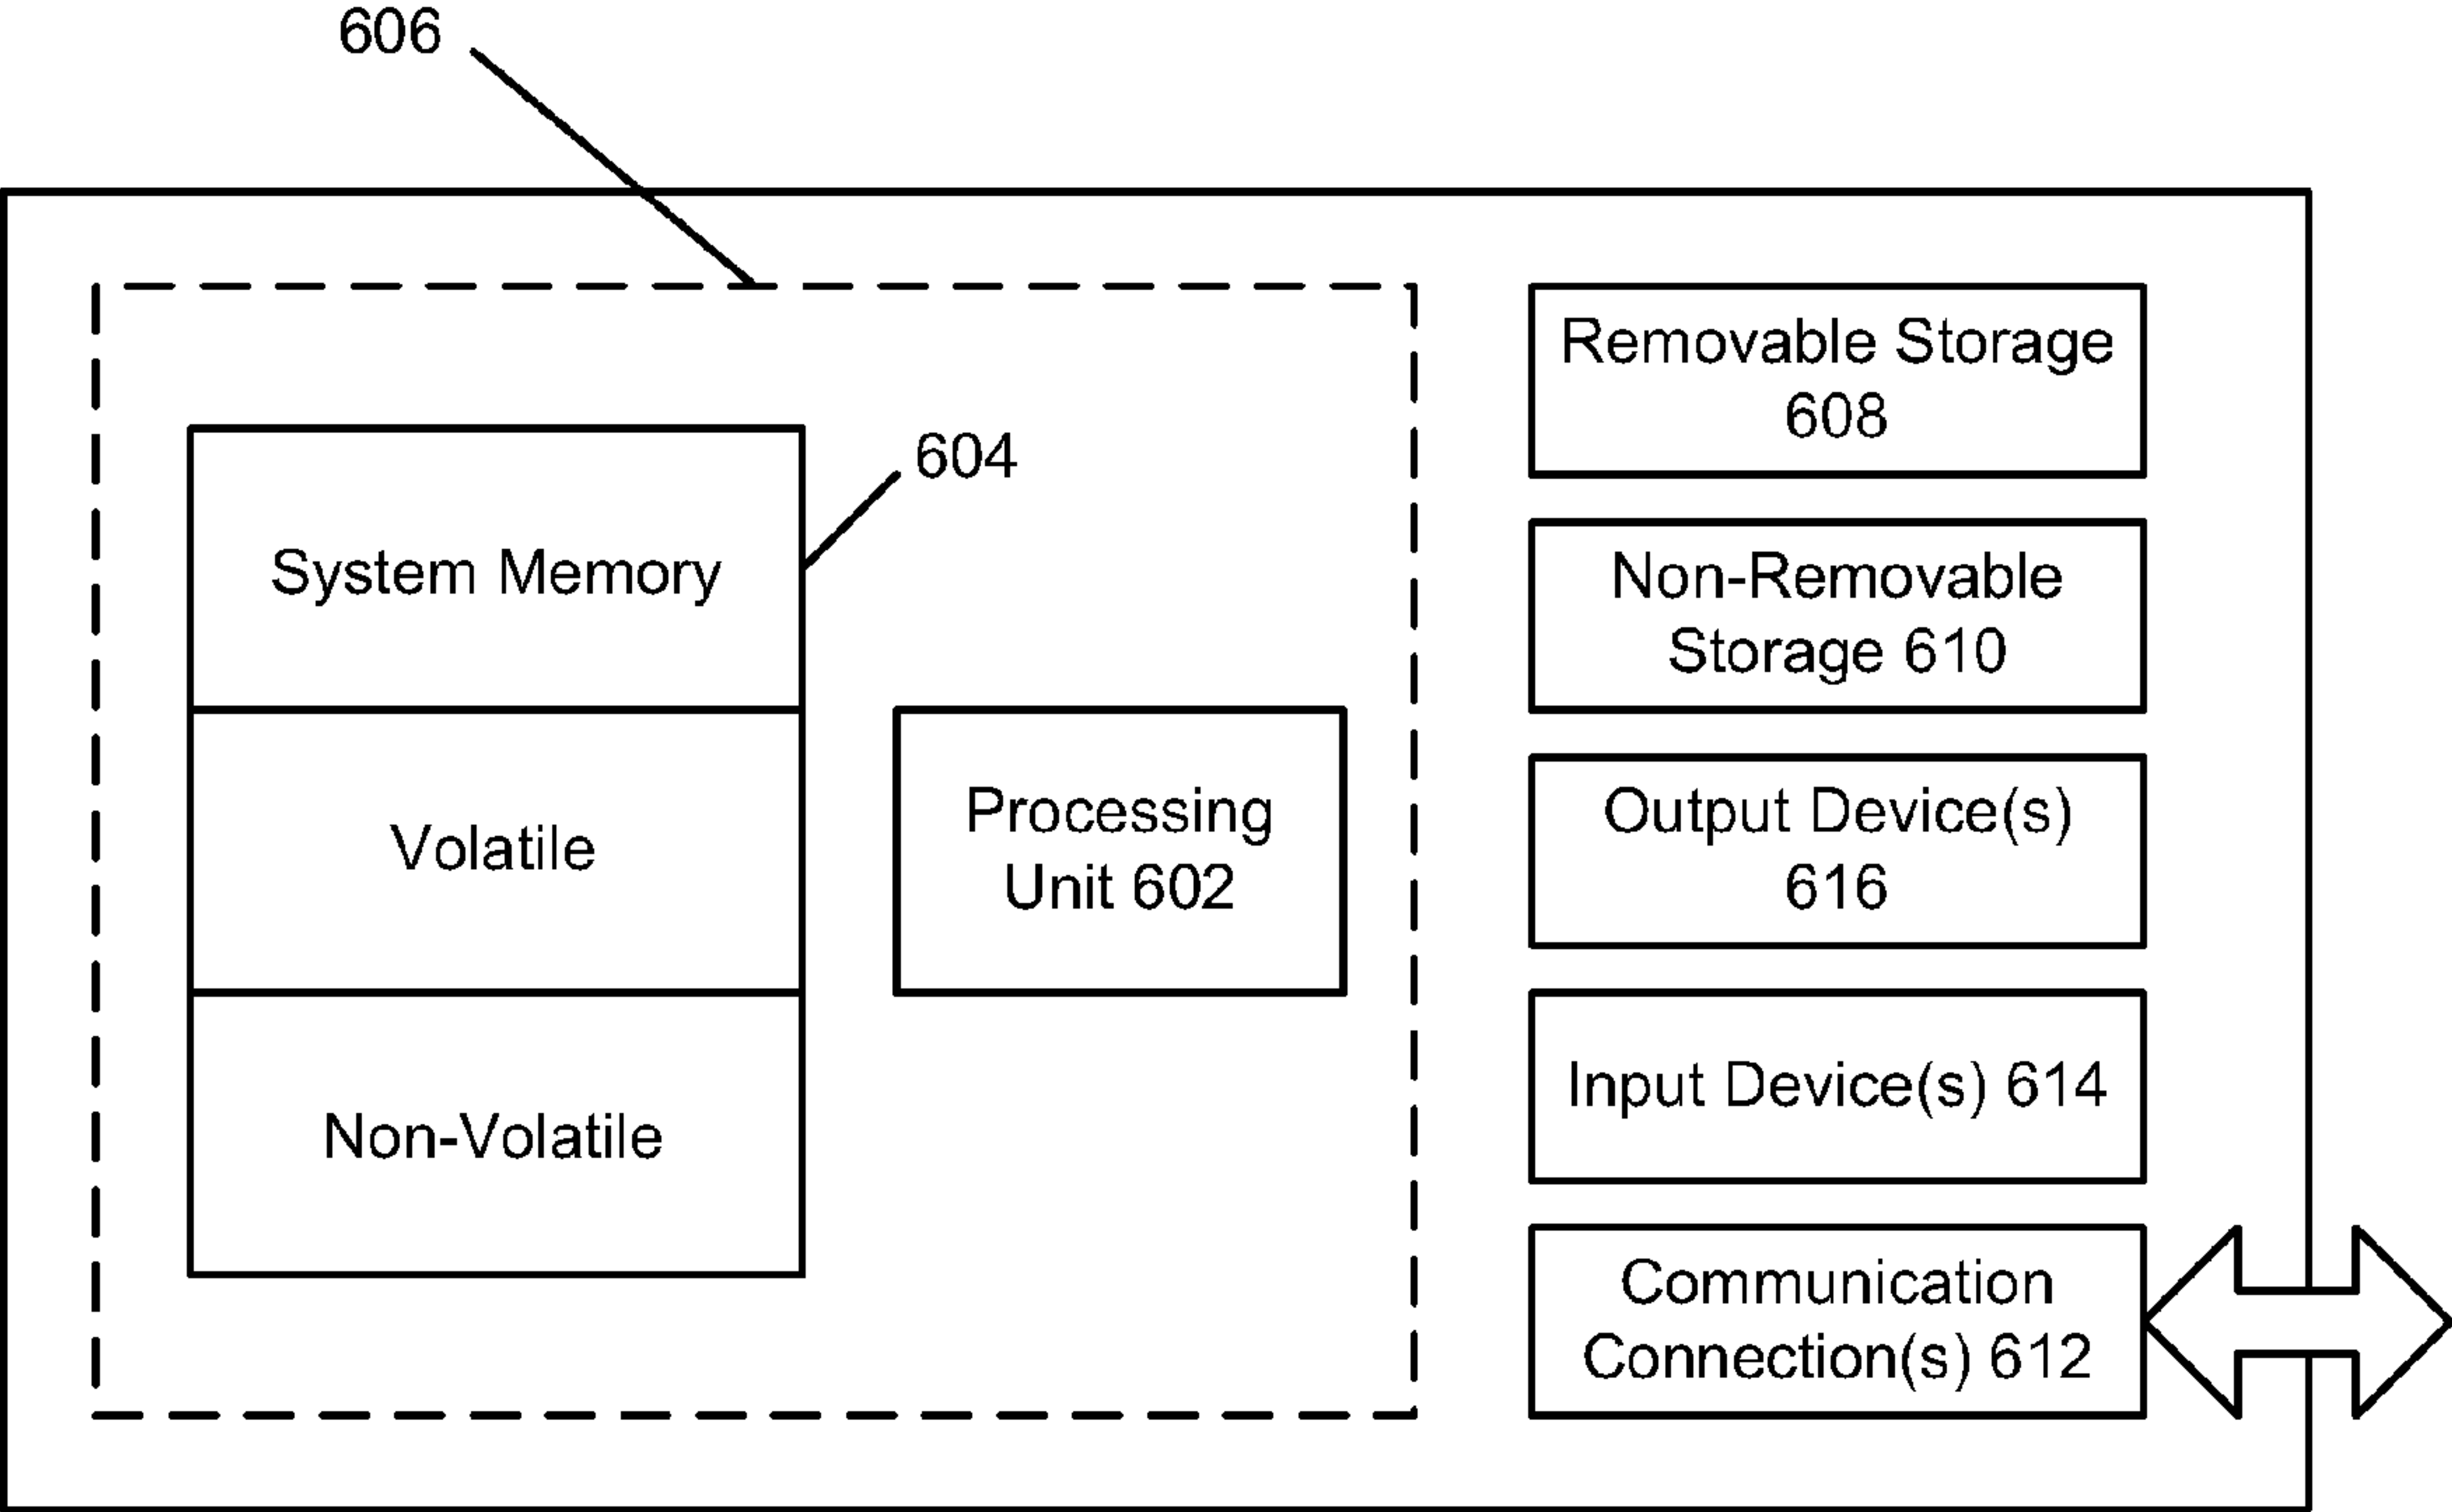 606
604
System Memory
Volatile
Non-Volatile
Processing
Unit 602
Removable Storage
608
Non-Removable
Storage 610
Output Device(s)
616
Input Device(s) 614
Communication
Connection(s) 612